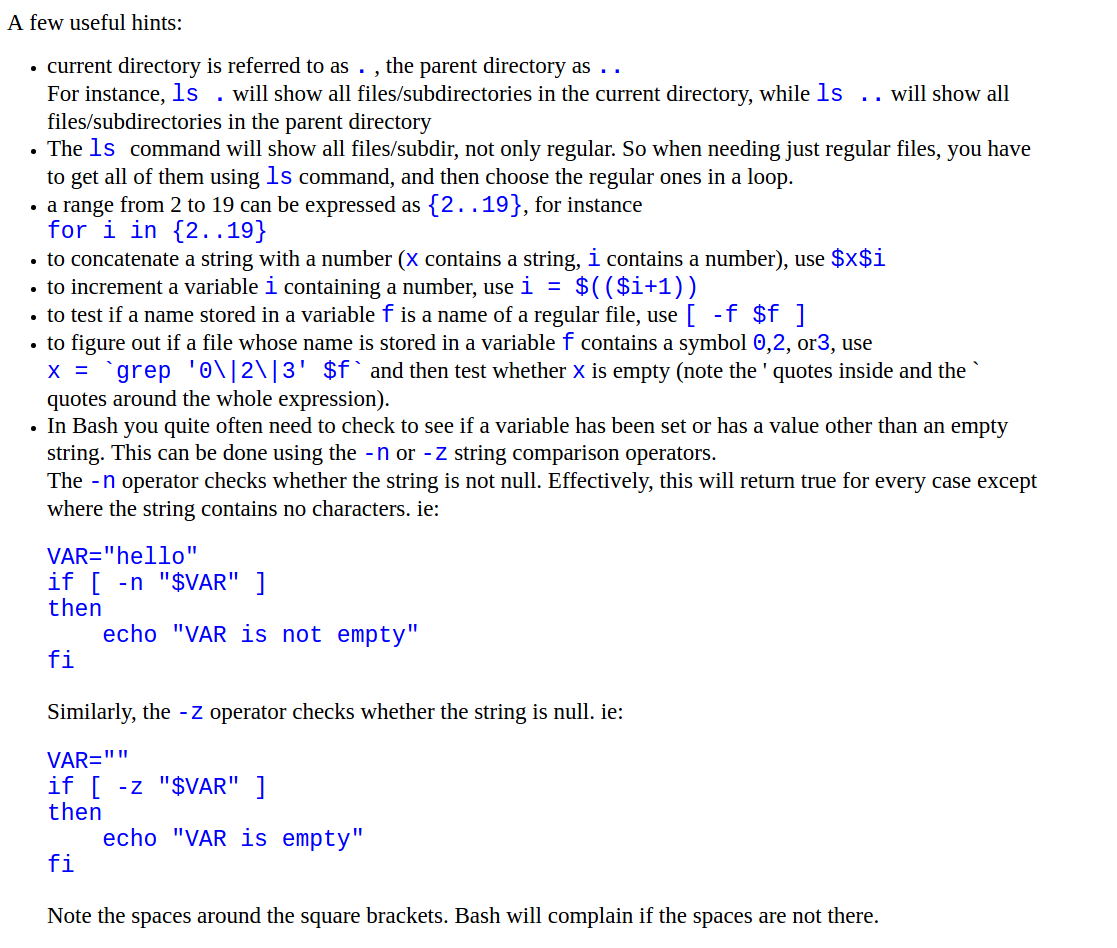 A few useful hints:
current directory is referred to as . , the parent directory as ..
For instance, ls . will show all files/subdirectories in the current directory, while ls .. will show all
files/subdirectories in the parent directory
The ls command will show all files/subdir, not only regular. So when needing just regular files, you have
to get all of them using ls command, and then choose the regular ones in a loop.
a range from 2 to 19 can be expressed as {2..19}, for instance
for i in {2..19}
to concatenate a string with a number (x contains a string, i contains a number), use $x$i
to increment a variable i containing a number, use i = $(($i+1))
to test if a name stored in a variable f is a name of a regular file, use [ -f $f ]
to figure out if a file whose name is stored in a variable f contains a symbol 0,2, or3, use
x = `grep '0\|2\|3' $f` and then test whether x is empty (note the ' quotes inside and the `
quotes around the whole expression).
In Bash you quite often need to check to see if a variable has been set or has a value other than an empty
string. This can be done using the -n or -z string comparison operators.
The -n operator checks whether the string is not null. Effectively, this will return true for every case except
where the string contains no characters. ie:
VAR="hello"
if [ -n "$VAR" ]
then
    echo "VAR is not empty"
fi
Similarly, the -z operator checks whether the string is null. ie:
VAR=""
if [ -z "$VAR" ]
then
    echo "VAR is empty"
fi
Note the spaces around the square brackets. Bash will complain if the spaces are not there.